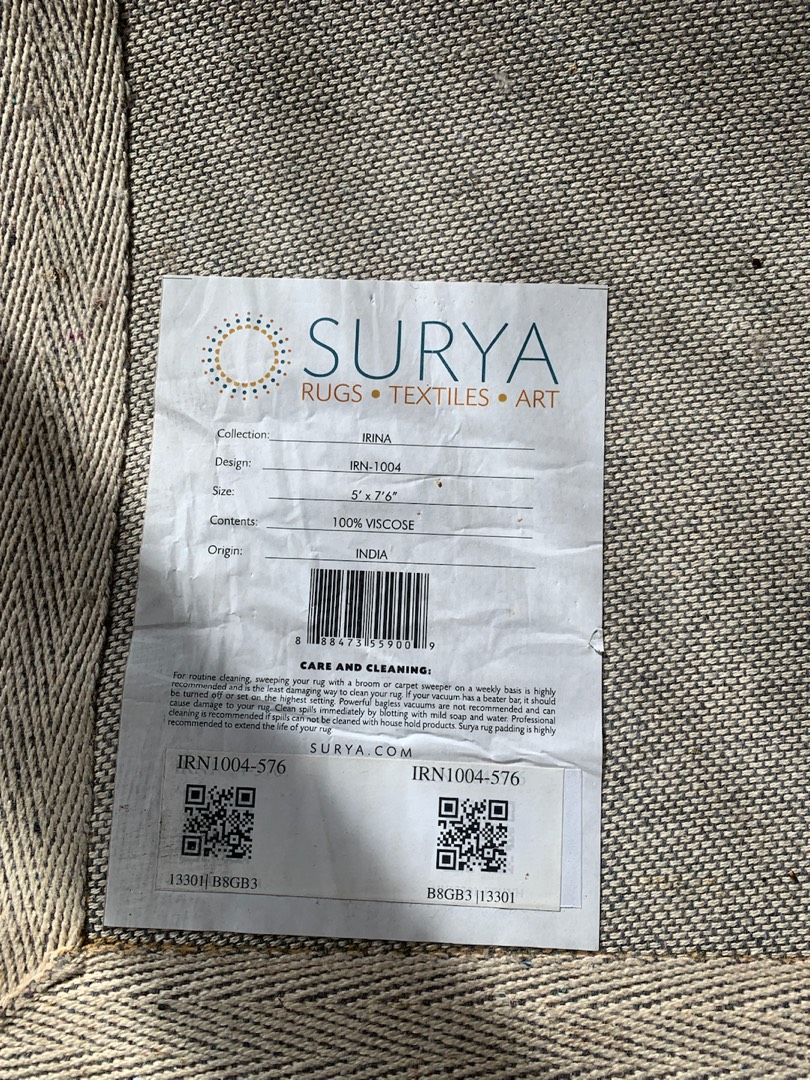 SURYA
RUGS • TEXTILES • ART
Collection: IRINA
Design: IRN-1004
Size: 5' x 7'6"
Contents: 100% VISCOSE
Origin: INDIA
8 88473 55900 9
CARE AND CLEANING:
For routine cleaning, sweeping your rug with a broom or carpet sweeper on a weekly basis is highly
recommended and is the least damaging way to clean your rug. If your vacuum has a beater bar, it should
be turned off or set on the highest setting. Powerful bagless vacuums are not recommended and can
cause damage to your rug. Clean spills immediately by blotting with mild soap and water. Professional
cleaning is recommended if spills can not be cleaned with house hold products. Surya rug padding is highly
recommended to extend the life of your rug
SURYA.COM
IRN1004-576 IRN1004-576
13301| B8GB3 B8GB3 |13301